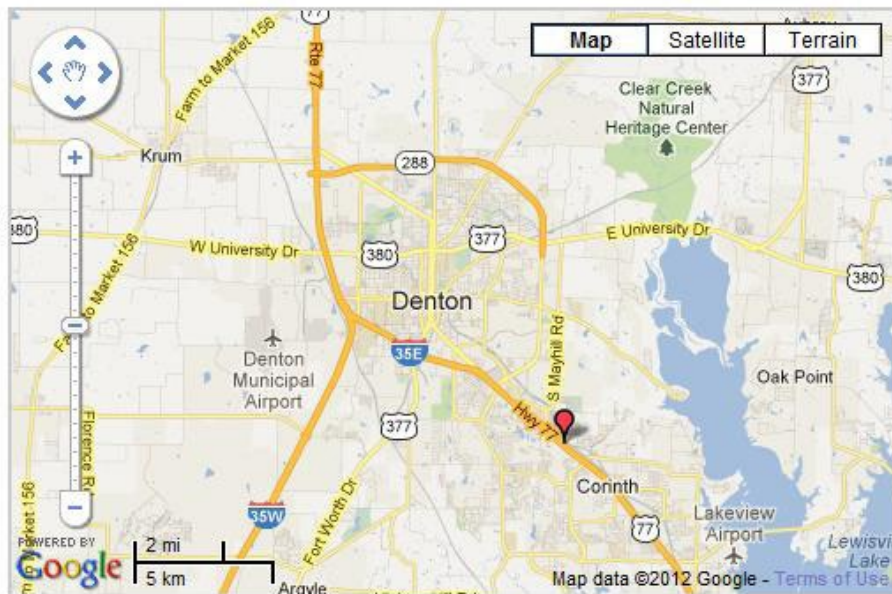 77
Rte 77
Farm to Market 156
Map
Satellite
Terrain
377
Clear Creek
Natural
Heritage Center
Krum
288
W University Dr
380
377
E University Dr
380
380
Denton
35E
S Mayhill Rd
Denton
Municipal
Airport
Farm to Market 156
Oak Point
377
Hwy 77
Florence Rd
Corinth
35W
Fort Worth Dr
77
Lakeview
Airport
Market 156
POWERED BY
Google
2 mi
5 km
Argyle
Lake
Map data ©2012 Google - Terms of Use